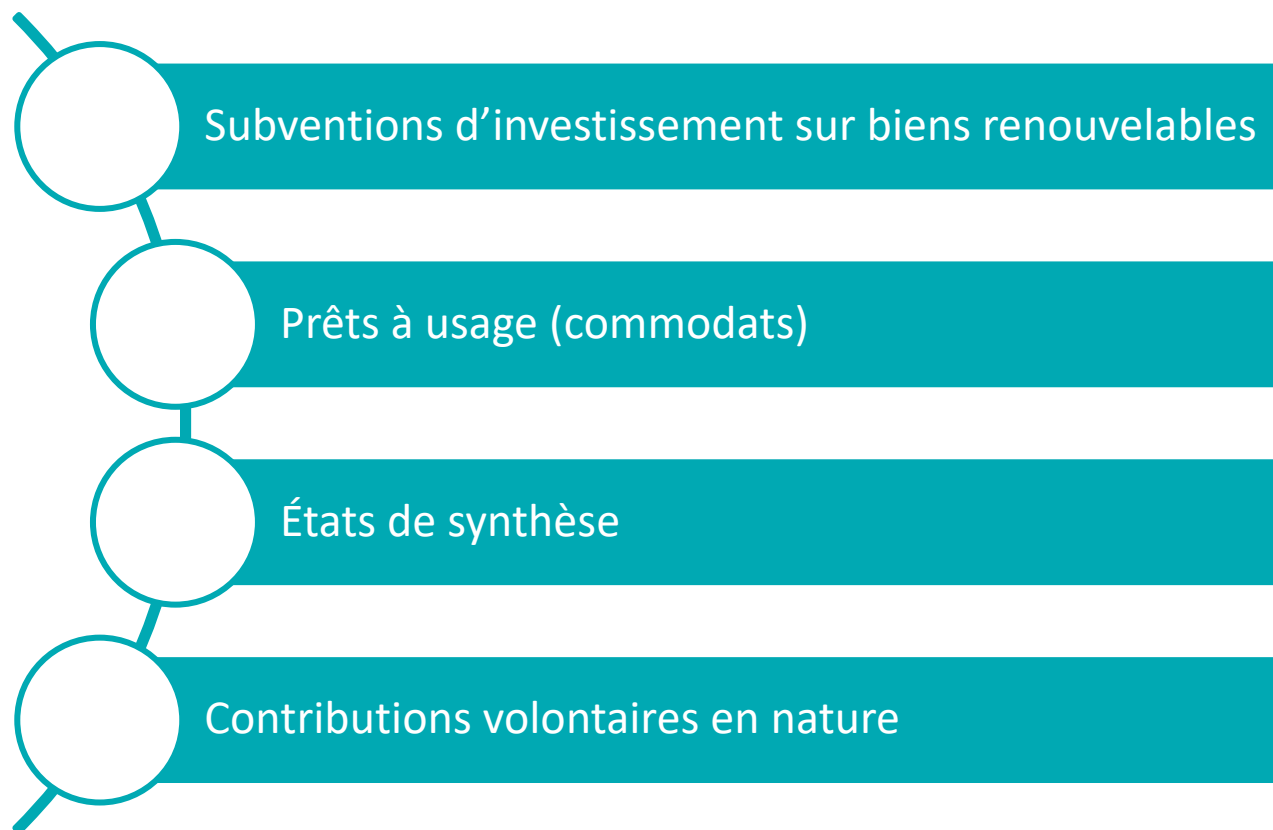 Subventions d’investissement sur biens renouvelables
Prêts à usage (commodats)
États de synthèse
Contributions volontaires en nature